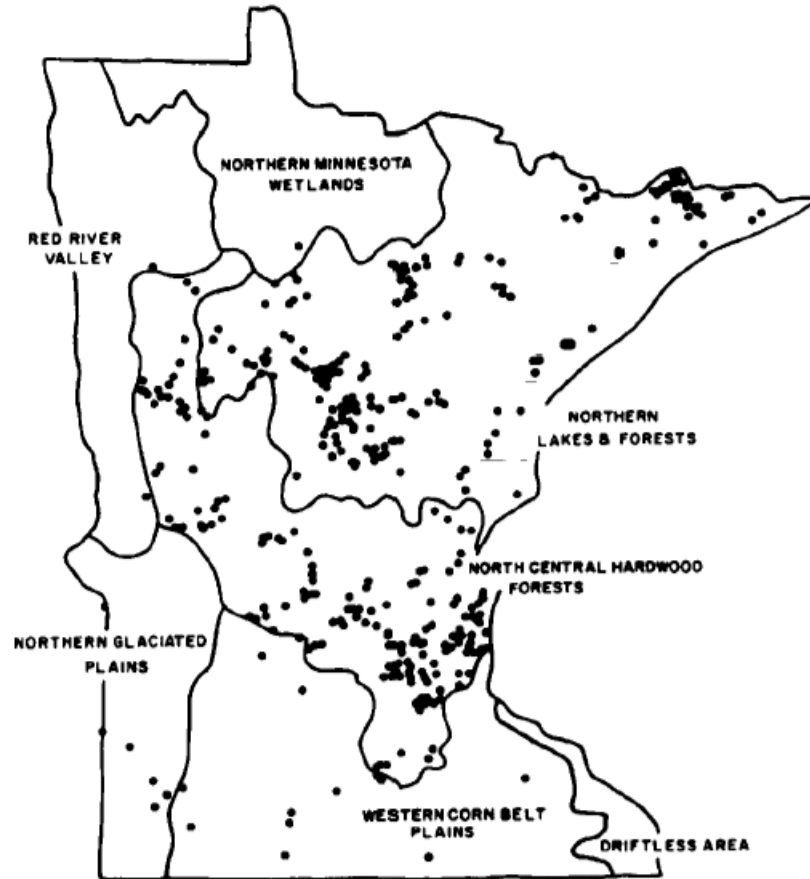 NORTHERN MINNESOTA
WETLANDS
RED RIVER
VALLEY
NORTHERN
LAKES & FORESTS
NORTH CENTRAL HARDWOOD
FORESTS
NORTHERN GLACIATED
PLAINS
WESTERN CORN BELT
PLAINS
DRIFTLESS AREA